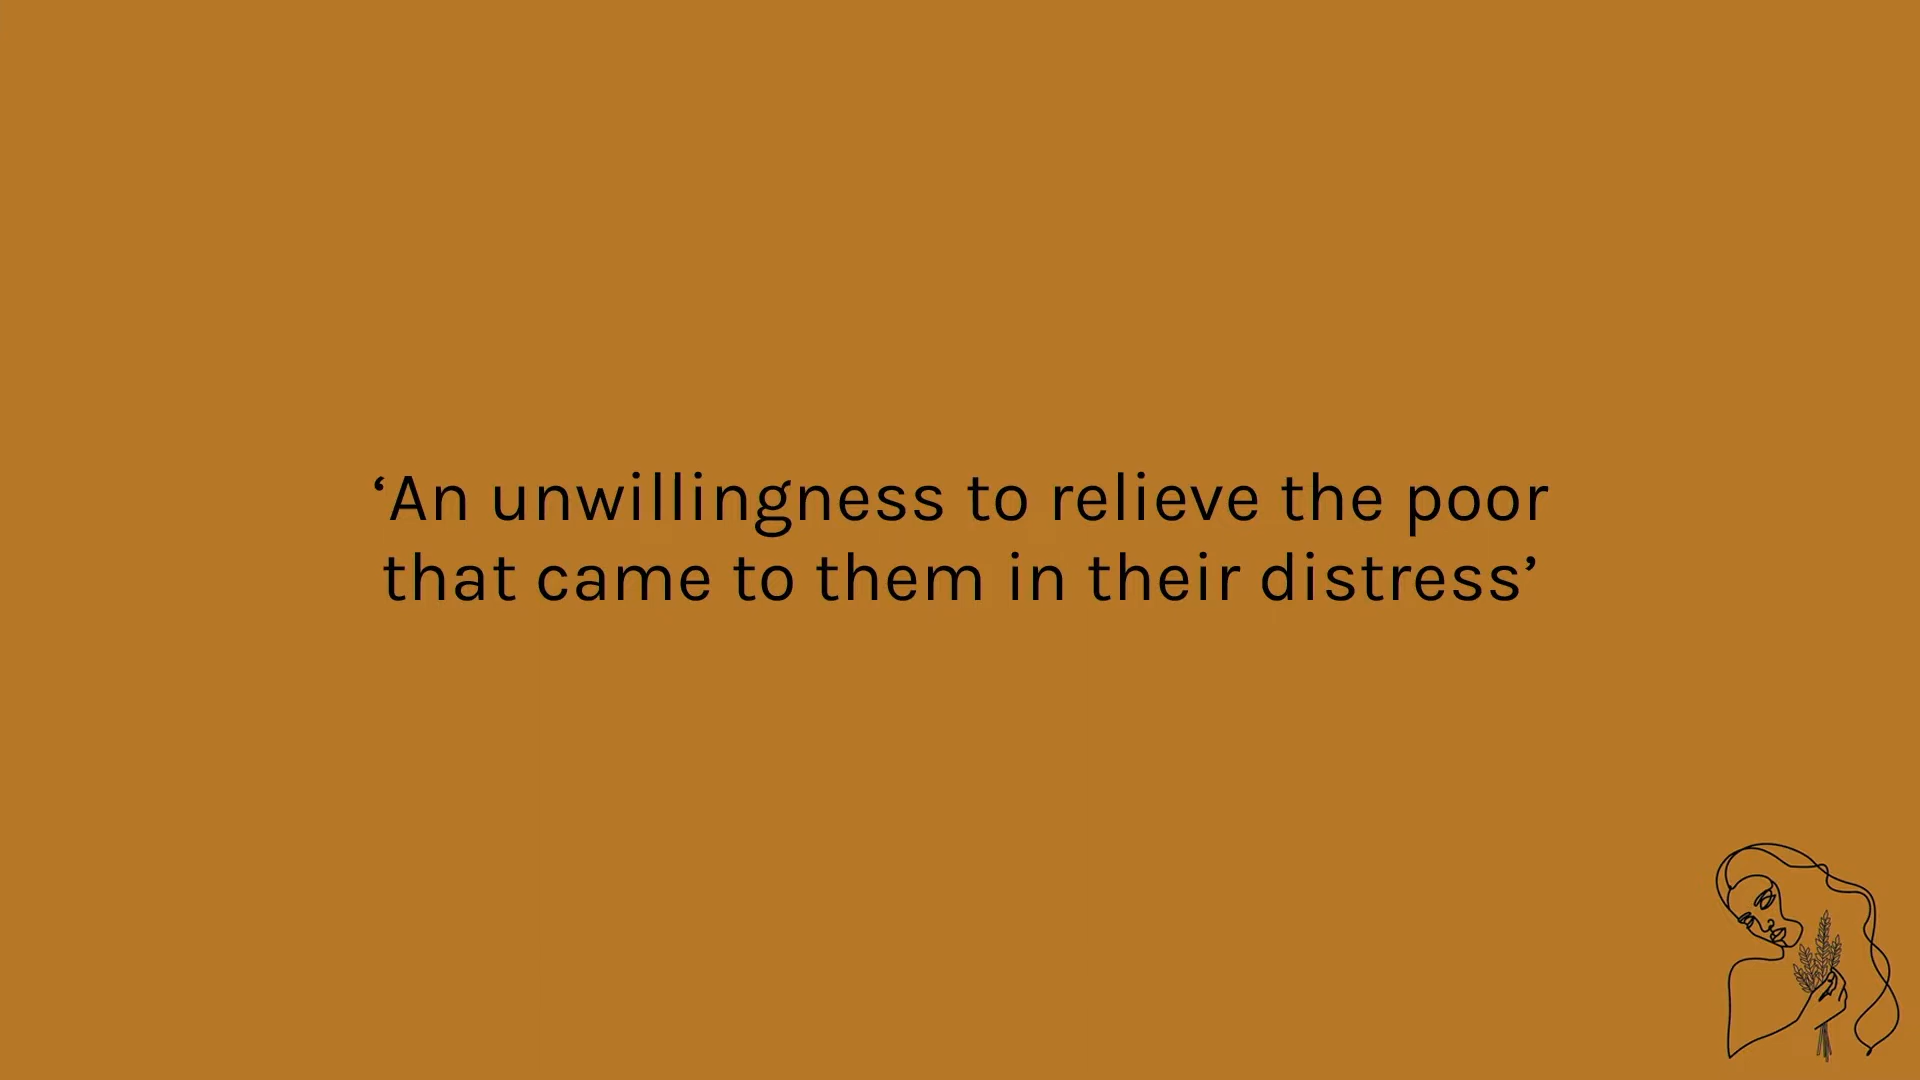 ‘An unwillingness to relieve the poor
that came to them in their distress’